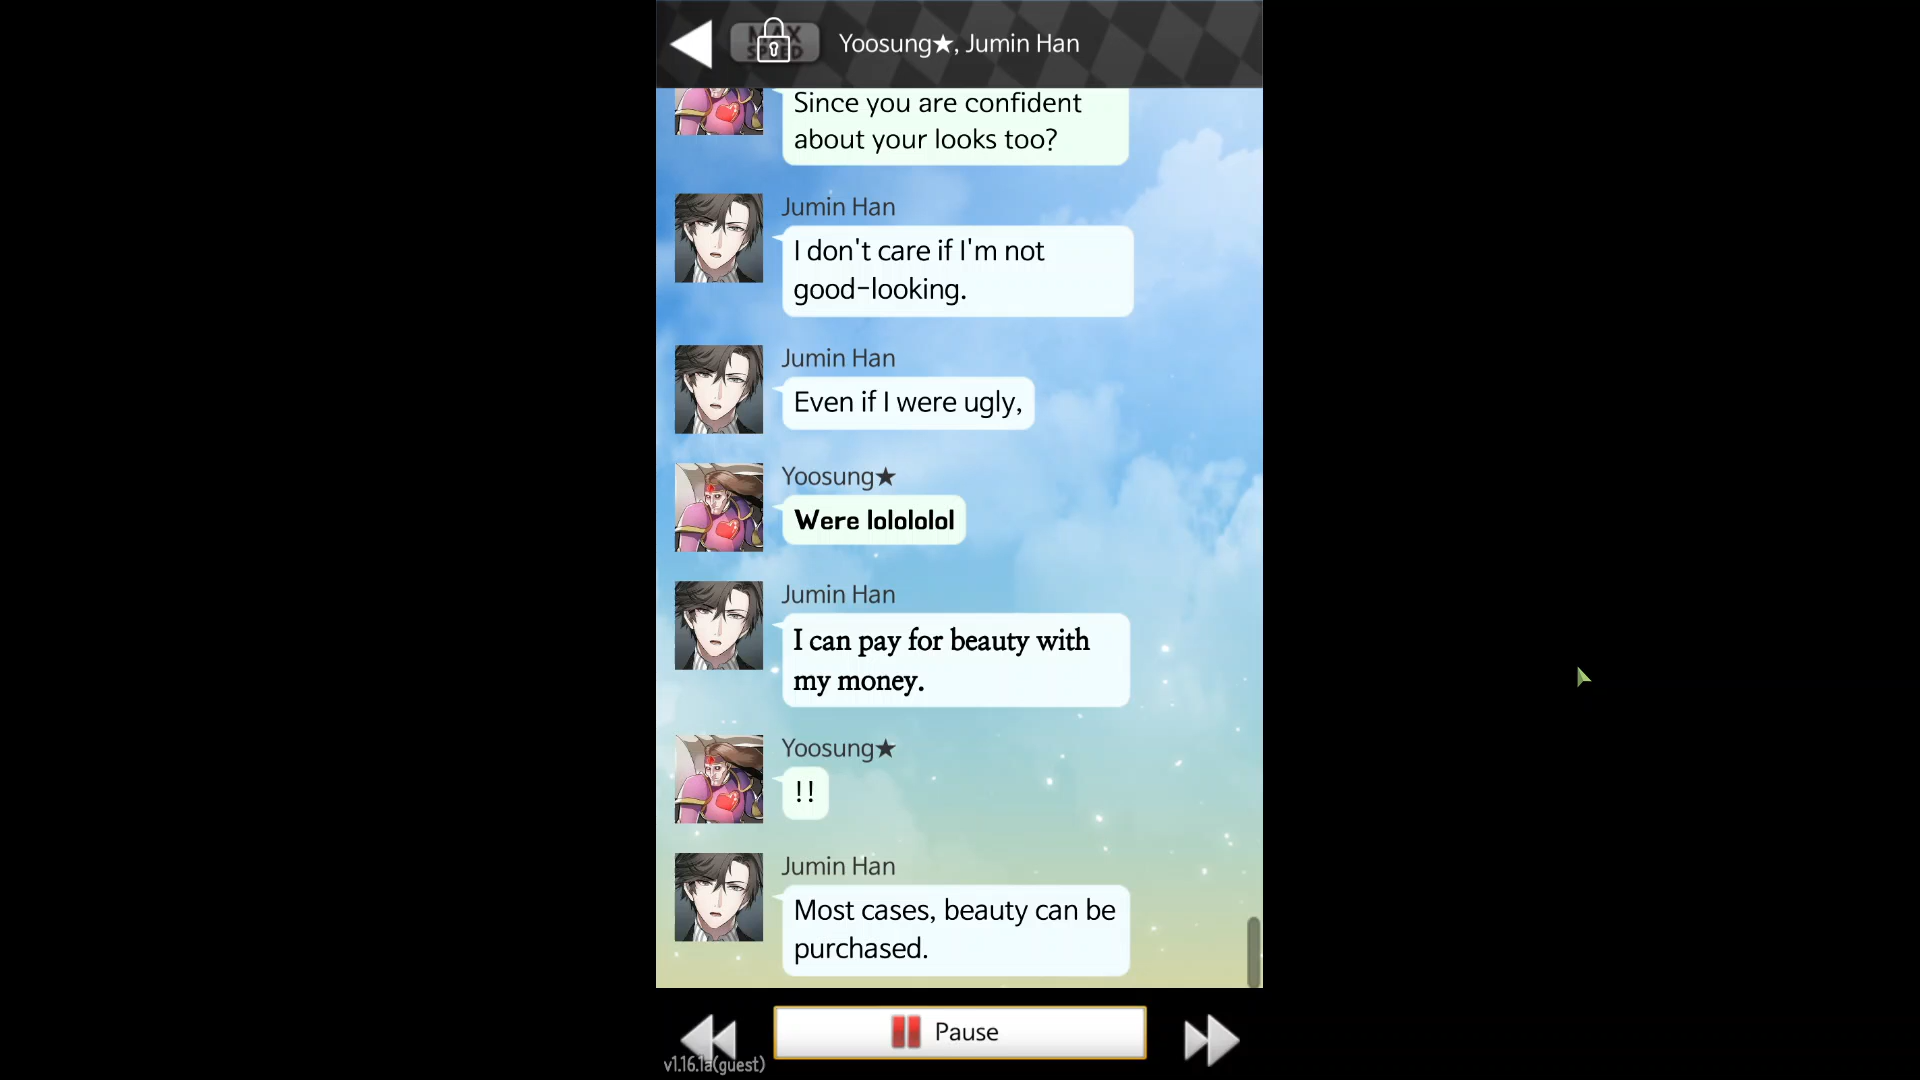 MAX
SPEED
Yoosung★, Jumin Han
Since you are confident
about your looks too?
Jumin Han
I don't care if I'm not
good-looking.
Jumin Han
Even if I were ugly,
Yoosung★
Were lolololol
Jumin Han
I can pay for beauty with
my money.
Yoosung★
!!
Jumin Han
Most cases, beauty can be
purchased.
Pause
v1.16.1a(guest)